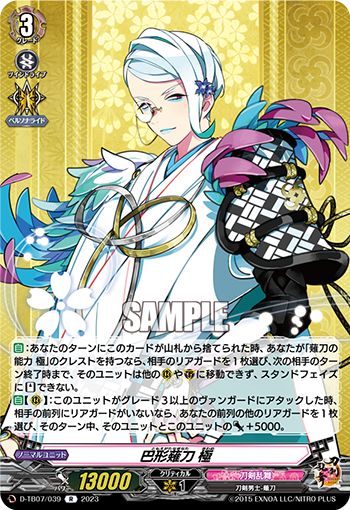 3
グレード
ツインドライブ
ペルソナライド
SAMPLE
自：あなたのターンにこのカードが山札から捨てられた時、あなたが「薙刀の
能力 極」のクレストを持つなら、相手のリアガードを1枚選び、次の相手のター
ン終了時まで、そのユニットは他の や に移動できず、スタンドフェイズ
に できない。
自【 】：このユニットがグレード3以上のヴァンガードにアタックした時、
相手の前列にリアガードがいないなら、あなたの前列の他のリアガードを1枚
選び、そのターン中、そのユニットとこのユニットの +5000。
ノーマルユニット
巴形薙刀 極
パワー 13000
クリティカル
1
刀剣乱舞
刀剣男士・薙刀
D-TB07/039 R 2023
©2015 EXNOA LLC/NITRO PLUS